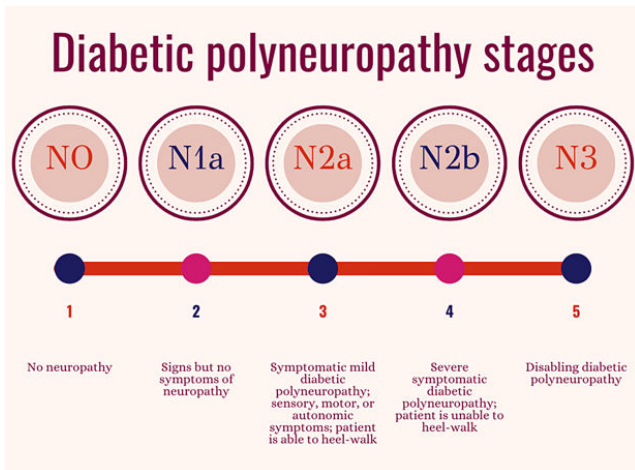 Diabetic polyneuropathy stages
NO
N1a
N2a
N2b
N3
1
2
3
4
5
No neuropathy
Signs but no
symptoms of
neuropathy
Symptomatic mild
diabetic
polyneuropathy;
sensory, motor, or
autonomic
symptoms; patient
is able to heel-walk
Severe
symptomatic
diabetic
polyneuropathy;
patient is unable to
heel-walk
Disabling diabetic
polyneuropathy